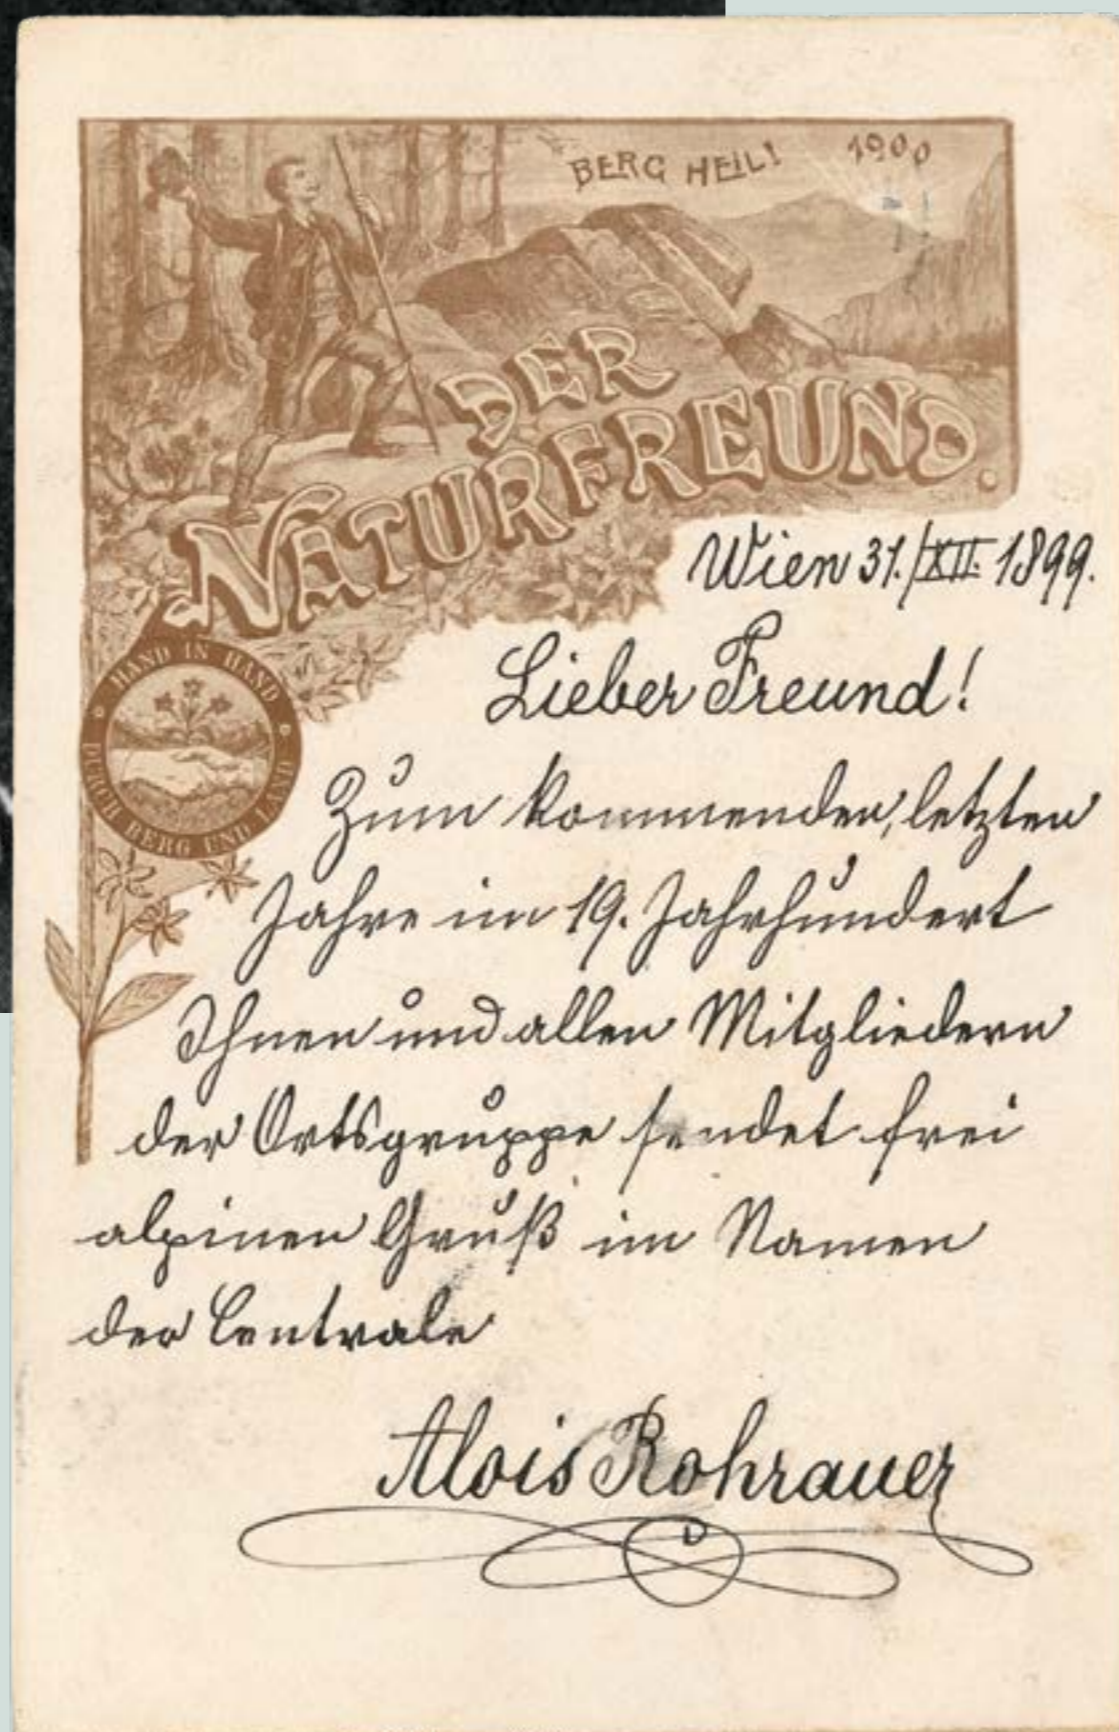 BERG HEIL! 1900
DER
NATURFREUND.
Wien 31./XII. 1899.
HAND IN HAND
DURCH BERG UND LAND
Lieber Freund!
Zum kommenden, letzten
Jahre im 19. Jahrhundert
Ihnen und allen Mitgliedern
der Ortsgruppe sendet frei
alpinen Gruß im Namen
der Centrale
Alois Rohrauer